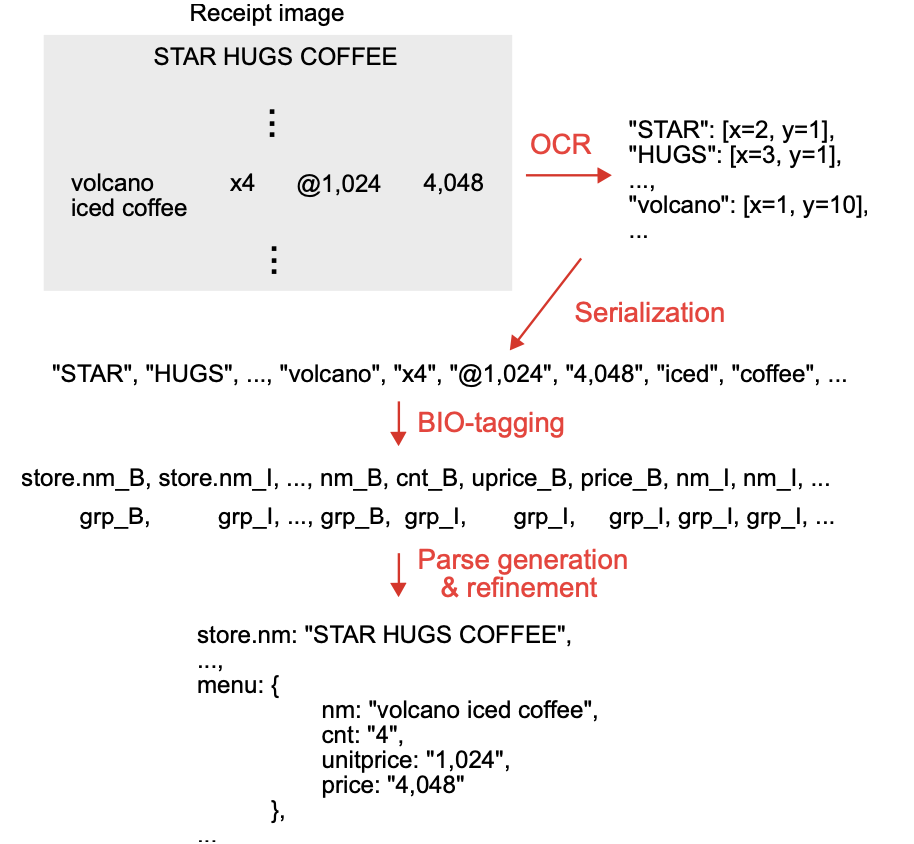 Receipt image
STAR HUGS COFFEE
⋮
volcano x4 @1,024 4,048
iced coffee
⋮
OCR
"STAR": [x=2, y=1],
"HUGS": [x=3, y=1],
...,
"volcano": [x=1, y=10],
...
Serialization
"STAR", "HUGS", ..., "volcano", "x4", "@1,024", "4,048", "iced", "coffee", ...
BIO-tagging
store.nm_B, store.nm_I, ..., nm_B, cnt_B, uprice_B, price_B, nm_I, nm_I, ...
grp_B, grp_I, ..., grp_B, grp_I, grp_I, grp_I, grp_I, grp_I, ...
Parse generation
& refinement
store.nm: "STAR HUGS COFFEE",
...,
menu: {
nm: "volcano iced coffee",
cnt: "4",
unitprice: "1,024",
price: "4,048"
},
...